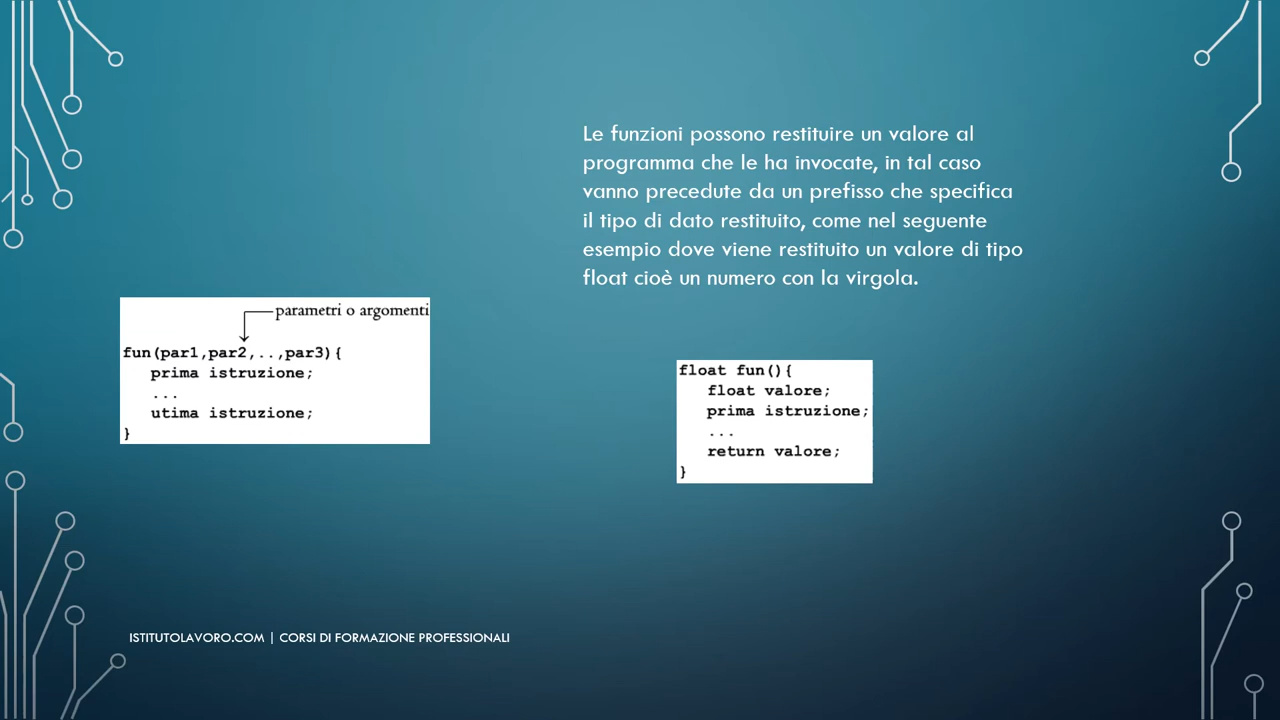 Le funzioni possono restituire un valore al
programma che le ha invocate, in tal caso
vanno precedute da un prefisso che specifica
il tipo di dato restituito, come nel seguente
esempio dove viene restituito un valore di tipo
float cioè un numero con la virgola.
parametri o argomenti
fun(par1,par2,..,par3){
prima istruzione;
...
utima istruzione;
}
float fun(){
float valore;
prima istruzione;
...
return valore;
}
ISTITUTOLAVORO.COM | CORSI DI FORMAZIONE PROFESSIONALI